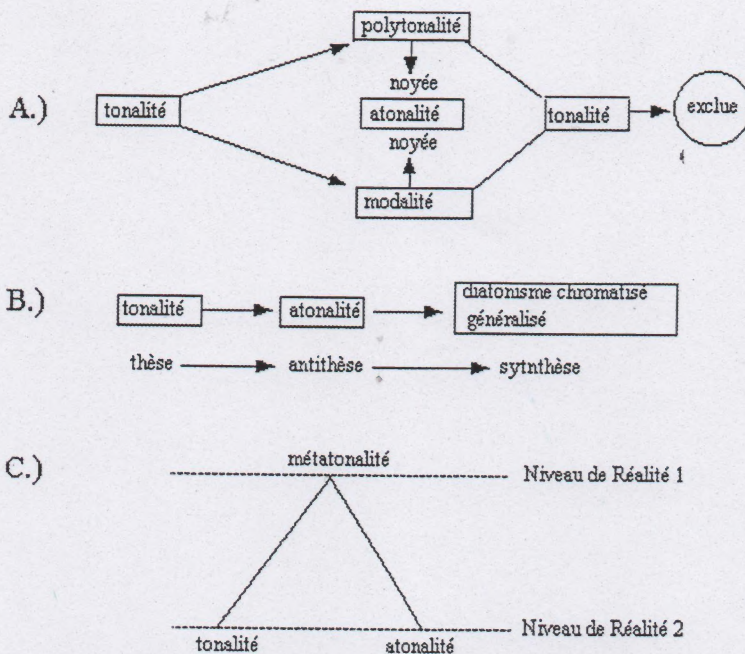 polytonalité
noyée
A.) tonalité atonalité tonalité exclue
noyée
modalité
B.) tonalité atonalité diatonisme chromatisé
généralisé
thèse antithèse sytnthèse
C.) métatonalité
Niveau de Réalité 1
Niveau de Réalité 2
tonalité atonalité